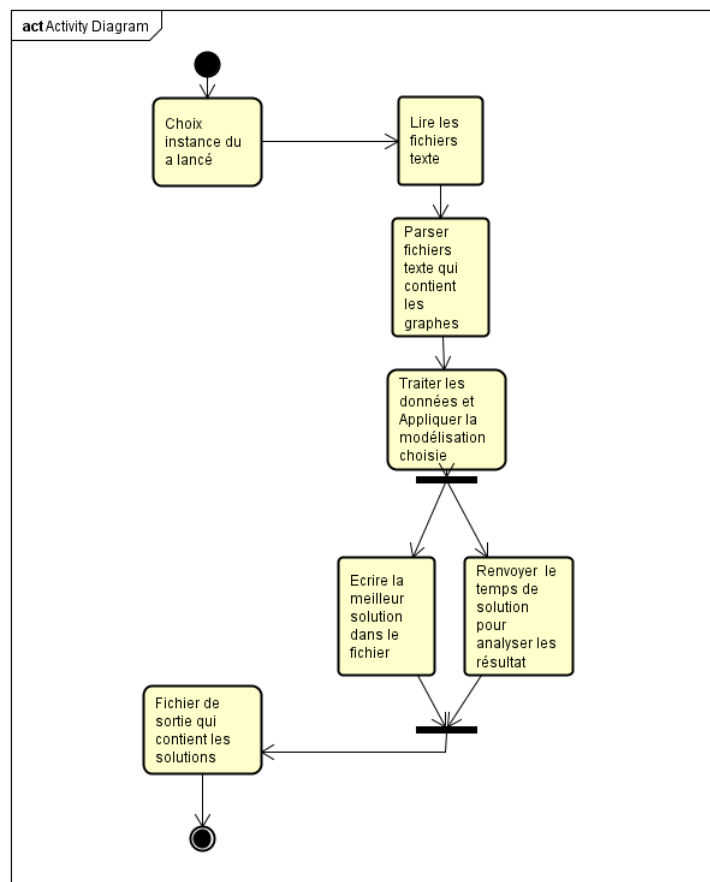 act Activity Diagram
Choix
instance du
a lancé
Lire les
fichiers
texte
Parser
fichiers
texte qui
contient
les
graphes
Traiter les
données et
Appliquer la
modélisation
choisie
Ecrire la
meilleur
solution
dans le
fichier
Renvoyer le
temps de
solution
pour
analyser les
résultat
Fichier de
sortie qui
contient les
solutions